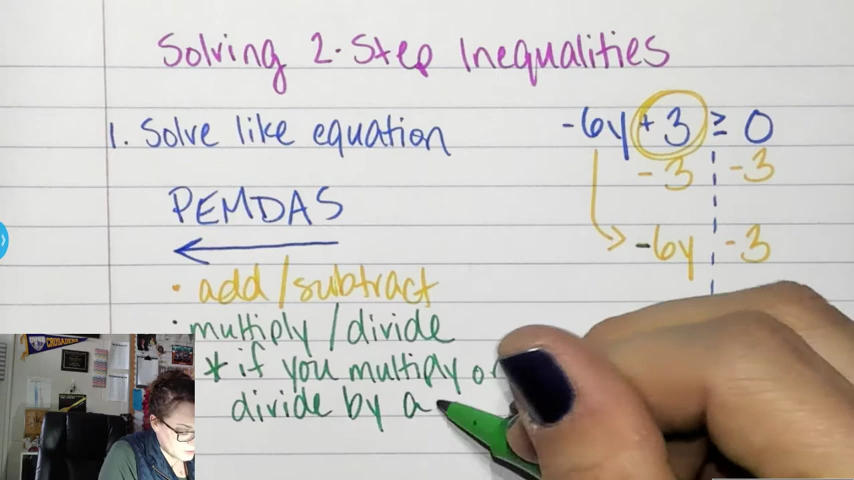 Solving 2-Step Inequalities
1. Solve like equation
PEMDAS
• add/subtract
• multiply/divide
* if you multiply or
divide by a
-6y + 3 ≥ 0
-3 -3
-6y -3
CRUSADERS